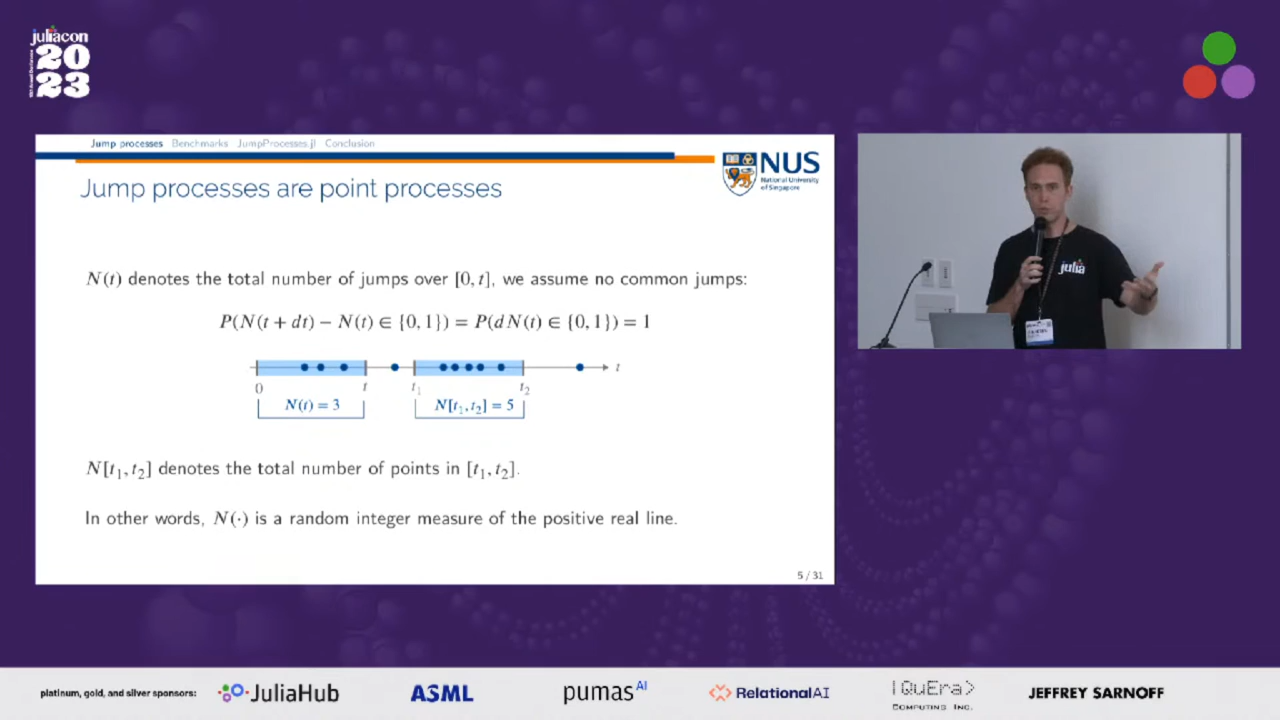 juliacon
20
23
Jump processes Benchmarks JumpProcesses.jl Conclusion
NUS
National University
of Singapore
Jump processes are point processes
N(t) denotes the total number of jumps over [0, t], we assume no common jumps:
P(N(t + dt) − N(t) ∈ {0, 1}) = P(dN(t) ∈ {0, 1}) = 1
t
0 t t₁ t₂
N(t) = 3 N[t₁, t₂] = 5
N[t₁, t₂] denotes the total number of points in [t₁, t₂].
In other words, N(·) is a random integer measure of the positive real line.
5 / 31
julia
platinum, gold, and silver sponsors: JuliaHub ASML pumasAI RelationalAI |QuEra> COMPUTING INC. JEFFREY SARNOFF